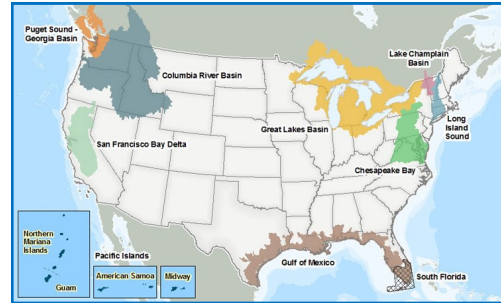 Puget Sound -
Georgia Basin
Columbia River Basin
Lake Champlain
Basin
Great Lakes Basin
Long
Island
Sound
San Francisco Bay Delta
Chesapeake Bay
Northern
Mariana
Islands
Guam
Pacific Islands
American Samoa
Midway
Gulf of Mexico
South Florida